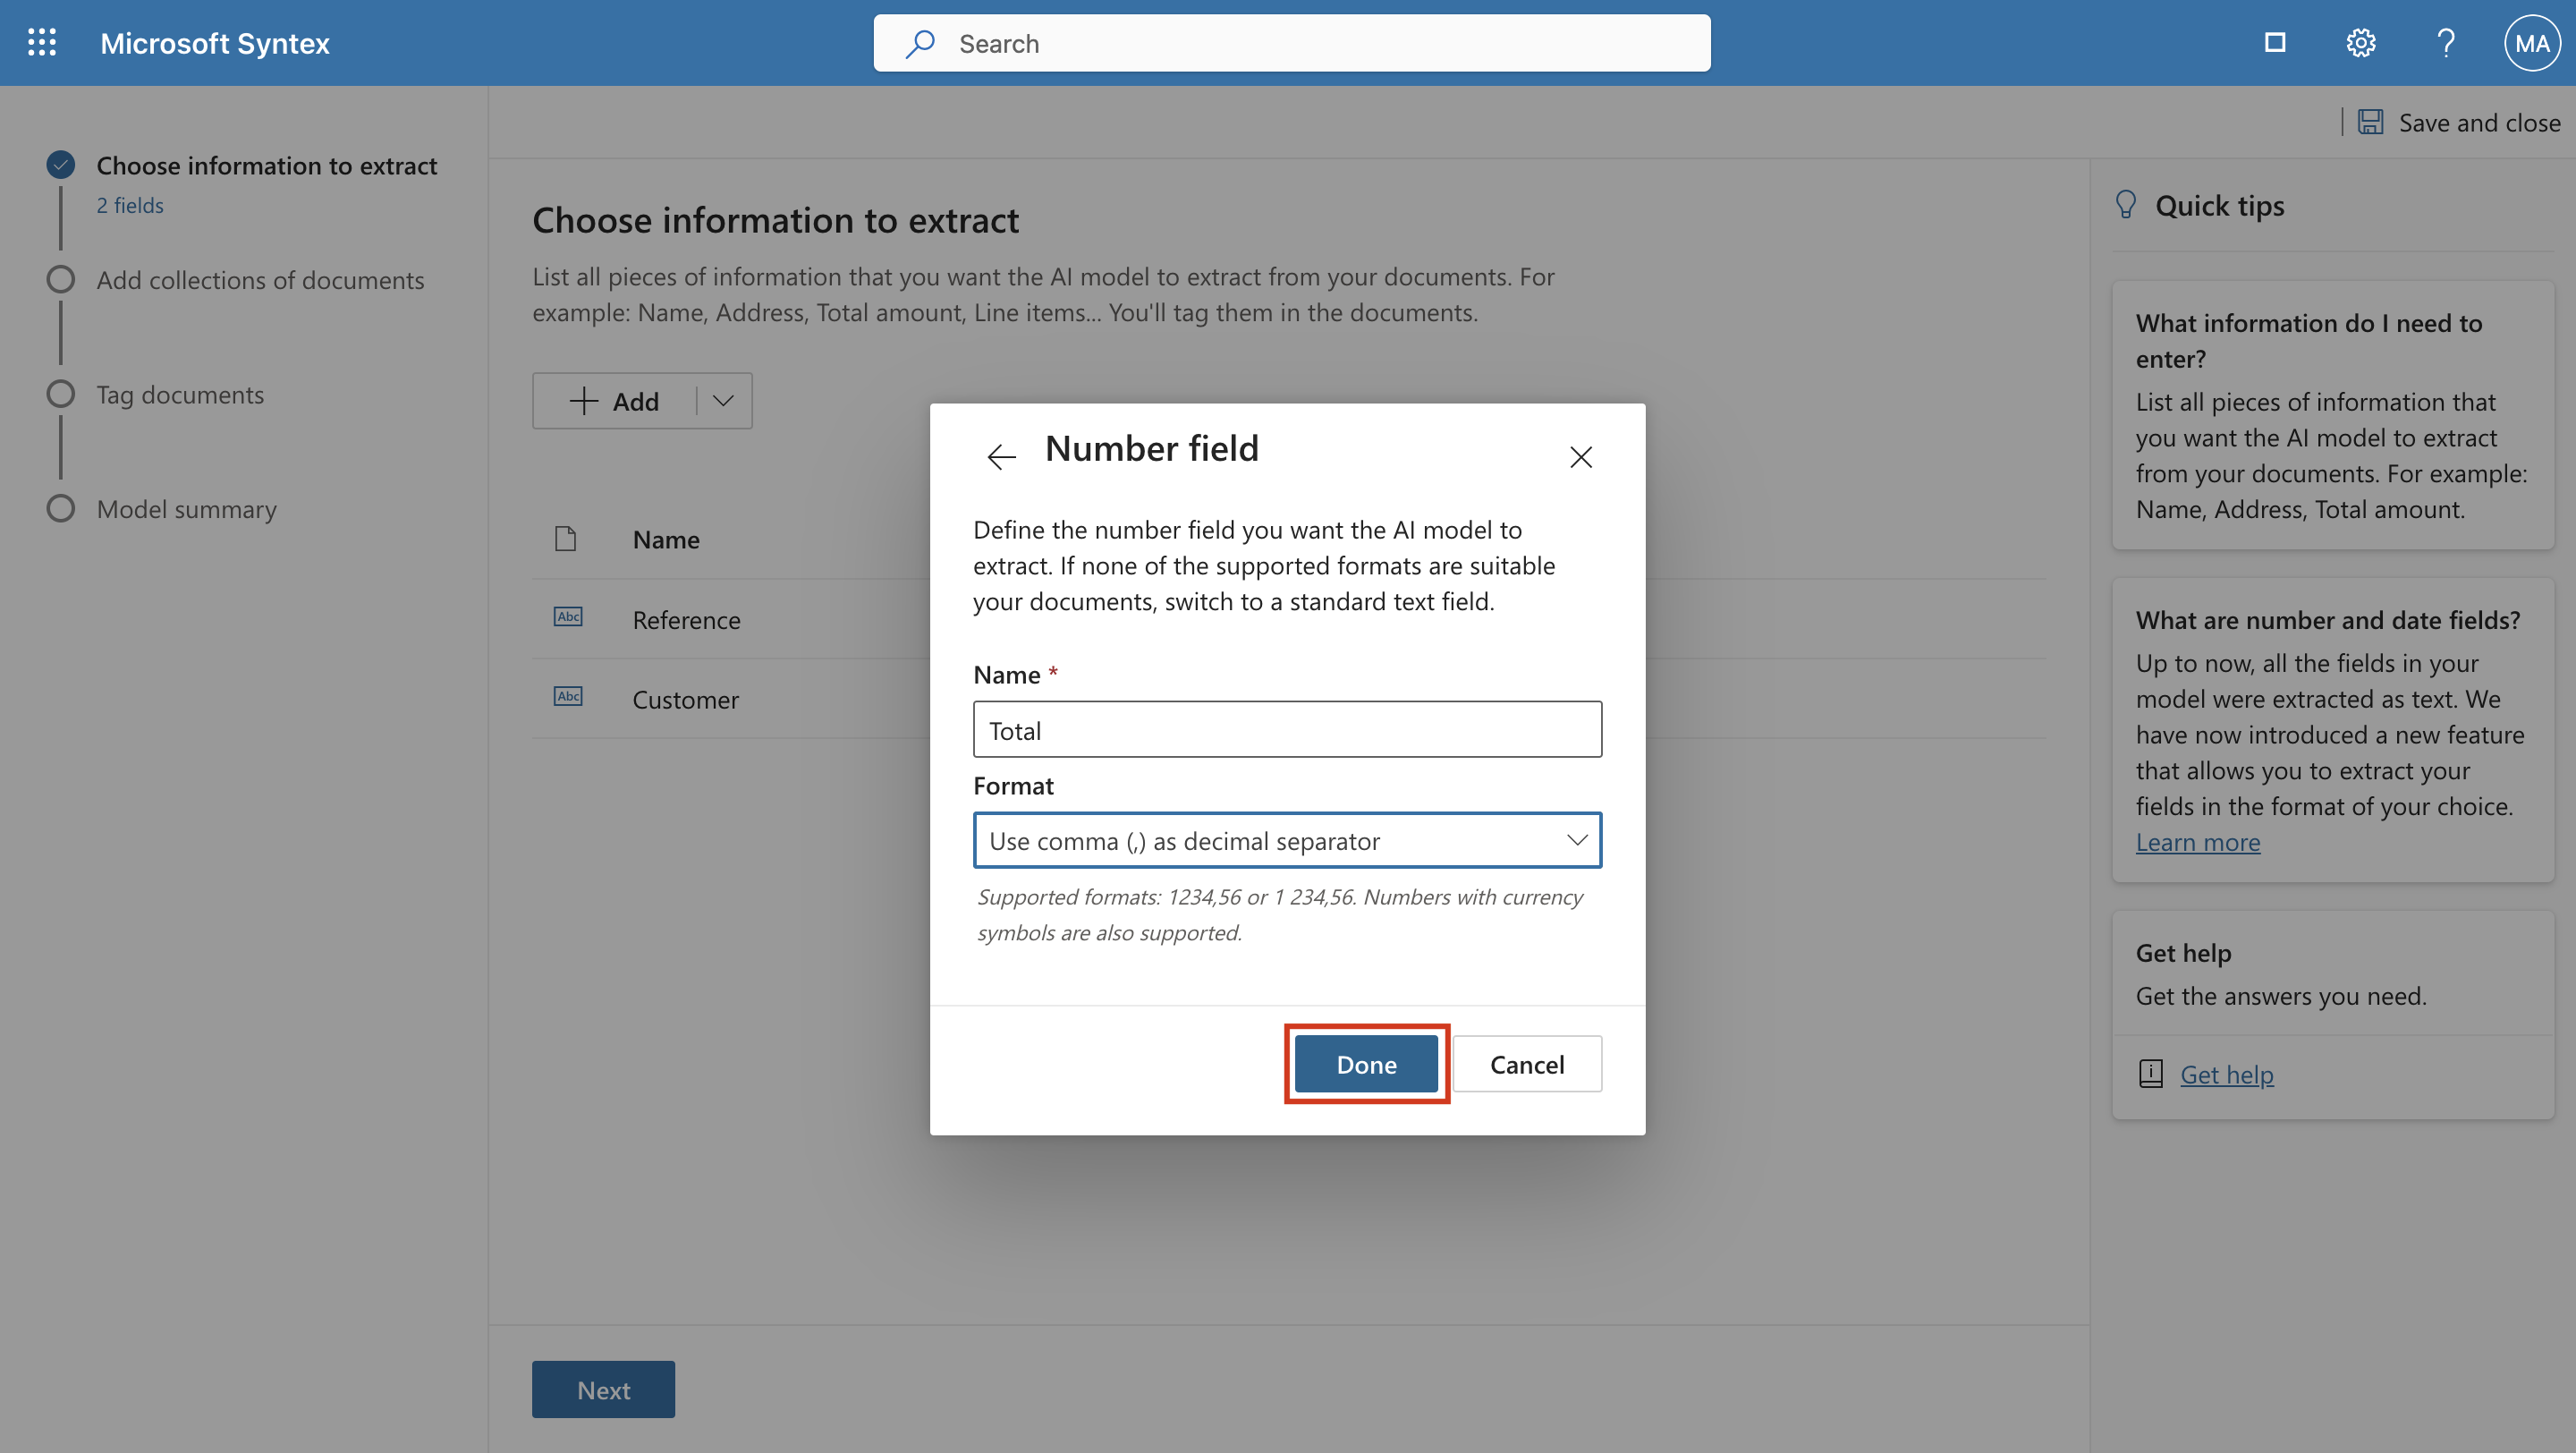 Microsoft Syntex
Search
MA
Save and close
Choose information to extract
2 fields
Add collections of documents
Tag documents
Model summary
Choose information to extract
List all pieces of information that you want the AI model to extract from your documents. For
example: Name, Address, Total amount, Line items... You'll tag them in the documents.
Add
Name
Abc Reference
Abc Customer
Next
Number field
Define the number field you want the AI model to
extract. If none of the supported formats are suitable
your documents, switch to a standard text field.
Name *
Total
Format
Use comma (,) as decimal separator
Supported formats: 1234,56 or 1 234,56. Numbers with currency
symbols are also supported.
Done
Cancel
Quick tips
What information do I need to
enter?
List all pieces of information that
you want the AI model to extract
from your documents. For example:
Name, Address, Total amount.
What are number and date fields?
Up to now, all the fields in your
model were extracted as text. We
have now introduced a new feature
that allows you to extract your
fields in the format of your choice.
Learn more
Get help
Get the answers you need.
Get help